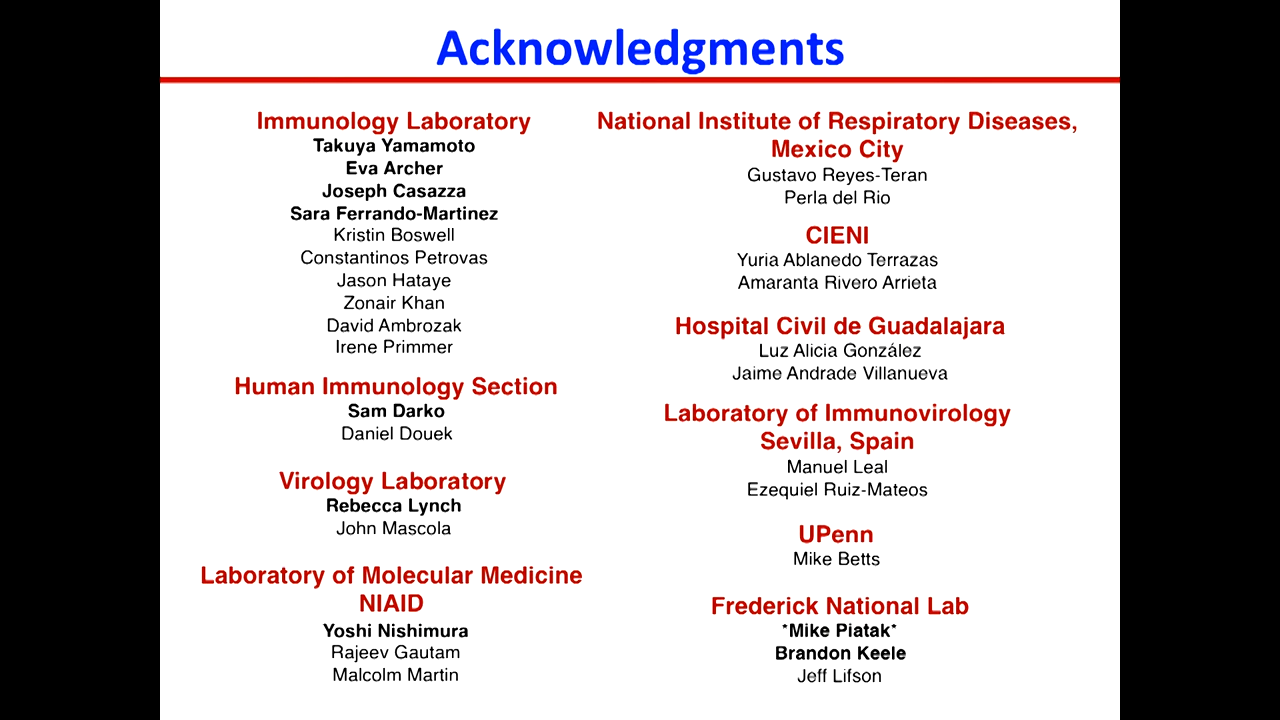 Acknowledgments
Immunology Laboratory
Takuya Yamamoto
Eva Archer
Joseph Casazza
Sara Ferrando-Martinez
Kristin Boswell
Constantinos Petrovas
Jason Hataye
Zonair Khan
David Ambrozak
Irene Primmer
Human Immunology Section
Sam Darko
Daniel Douek
Virology Laboratory
Rebecca Lynch
John Mascola
Laboratory of Molecular Medicine
NIAID
Yoshi Nishimura
Rajeev Gautam
Malcolm Martin
National Institute of Respiratory Diseases,
Mexico City
Gustavo Reyes-Teran
Perla del Rio
CIENI
Yuria Ablanedo Terrazas
Amaranta Rivero Arrieta
Hospital Civil de Guadalajara
Luz Alicia González
Jaime Andrade Villanueva
Laboratory of Immunovirology
Sevilla, Spain
Manuel Leal
Ezequiel Ruiz-Mateos
UPenn
Mike Betts
Frederick National Lab
*Mike Piatak*
Brandon Keele
Jeff Lifson